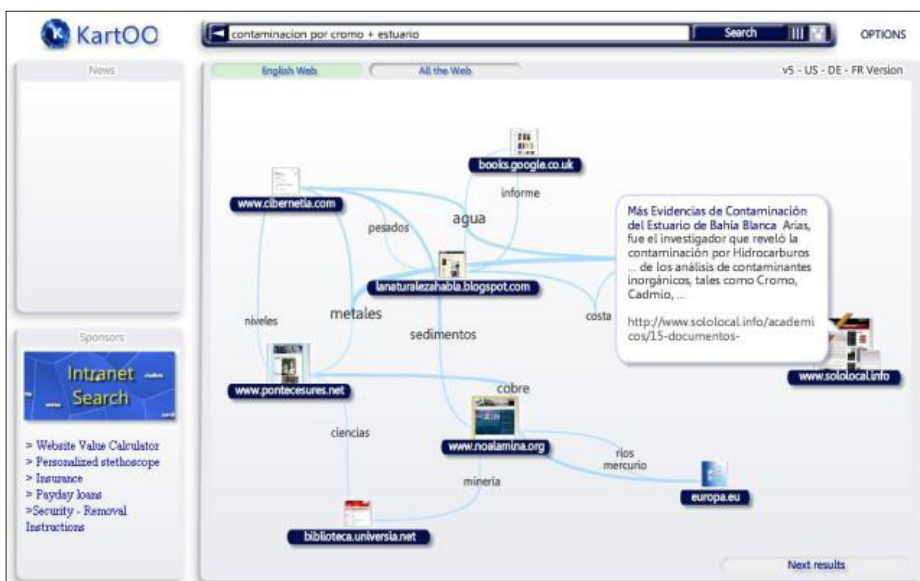 KartOO
contaminacion por cromo + estuario
Search
OPTIONS
News
English Web
All the Web
v5 - US - DE - FR Version
books.google.co.uk
www.cibernetia.com
informe
agua
pesados
Más Evidencias de Contaminación
del Estuario de Bahía Blanca Arias,
fue el investigador que reveló la
contaminación por Hidrocarburos
... de los análisis de contaminantes
inorgánicos, tales como Cromo,
Cadmio, ...
http://www.sololocal.info/academi
cos/15-documentos-
lanaturalezahabla.blogspot.com
niveles
metales
costa
sedimentos
www.sololocal.info
www.pontecesures.net
cobre
ciencias
www.noalamina.org
rios
mercurio
mineria
europa.eu
biblioteca.universia.net
Next results
Sponsors
Intranet
Search
> Website Value Calculator
> Personalized stethoscope
> Insurance
> Payday loans
>Security - Removal
Instructions